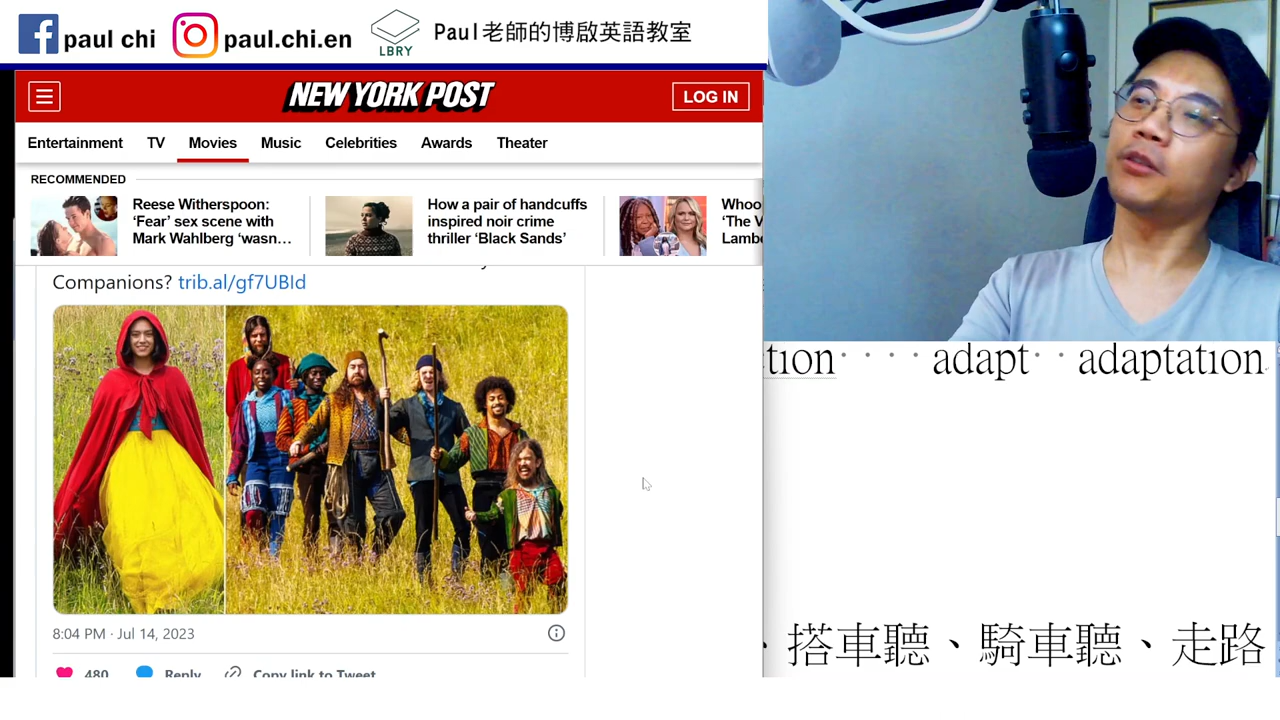 paul chi
paul.chi.en
LBRY
Paul老師的博啟英語教室
NEW YORK POST
LOG IN
Entertainment TV Movies Music Celebrities Awards Theater
RECOMMENDED
Reese Witherspoon:
‘Fear’ sex scene with
Mark Wahlberg ‘wasn…
How a pair of handcuffs
inspired noir crime
thriller ‘Black Sands’
Whoo
‘The V
Lambe
Companions? trib.al/gf7UBId
8:04 PM · Jul 14, 2023
480 Reply Copy link to Tweet
tion adapt adaptation
、搭車聽、騎車聽、走路